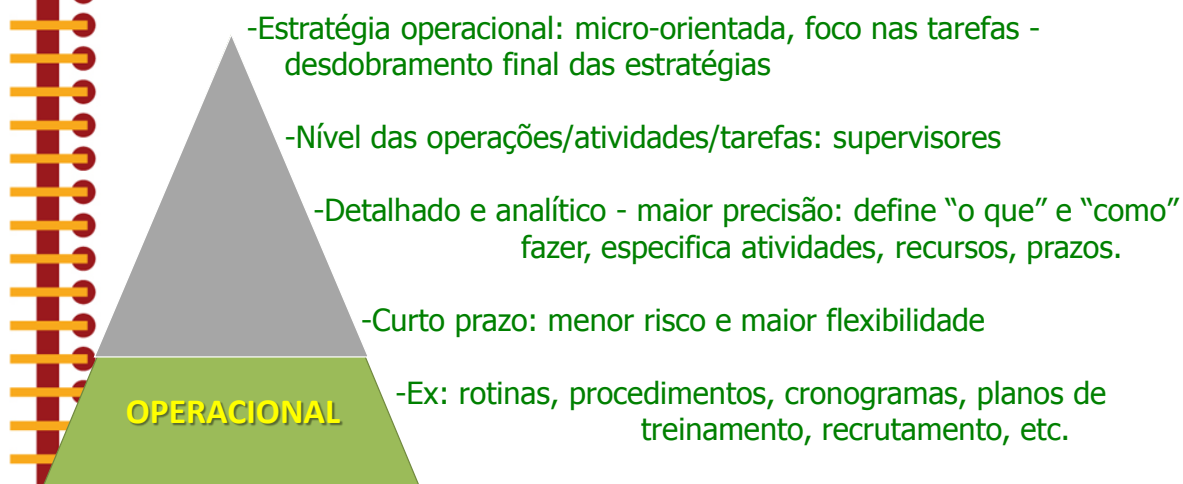 -Estratégia operacional: micro-orientada, foco nas tarefas -
desdobramento final das estratégias
-Nível das operações/atividades/tarefas: supervisores
-Detalhado e analítico - maior precisão: define “o que” e “como”
fazer, especifica atividades, recursos, prazos.
-Curto prazo: menor risco e maior flexibilidade
-Ex: rotinas, procedimentos, cronogramas, planos de
treinamento, recrutamento, etc.
OPERACIONAL